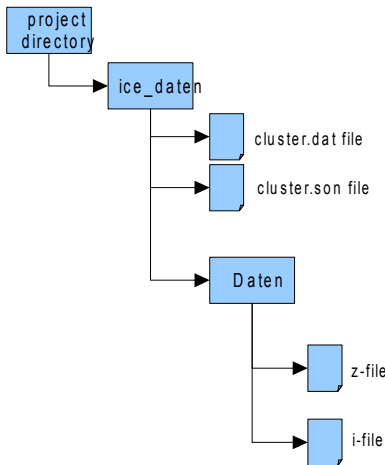 project
directory
ice_daten
cluster.dat file
cluster.son file
Daten
z-file
i-file